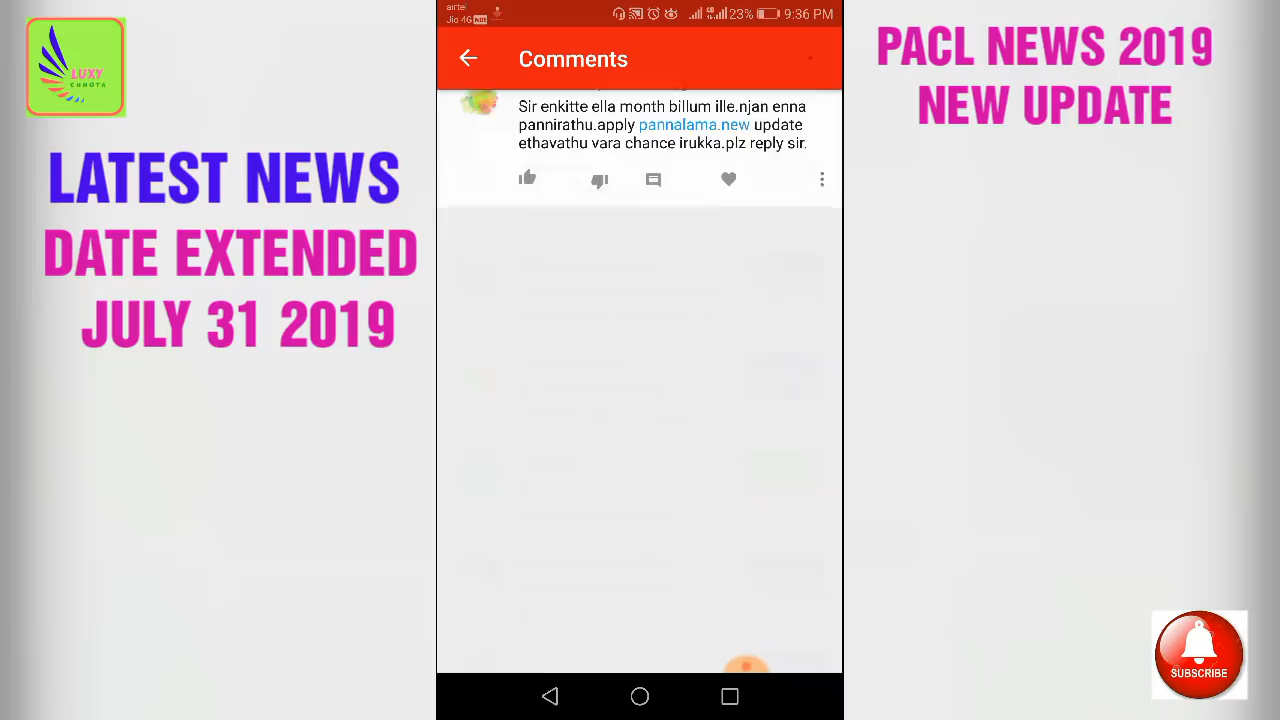 LUXY
CHHOTA
LATEST NEWS
DATE EXTENDED
JULY 31 2019
airtel
Jio 4G HD
23%
9:36 PM
Comments
Sir enkitte ella month billum ille.njan enna
pannirathu.apply pannalama.new update
ethavathu vara chance irukka.plz reply sir.
PACL NEWS 2019
NEW UPDATE
SUBSCRIBE